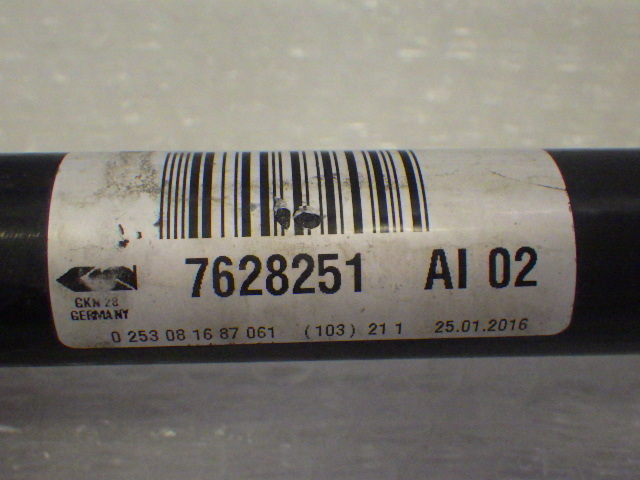 7628251 AI 02
GKN 28
GERMANY
0 253 08 16 87 061 (103) 21 1 25.01.2016